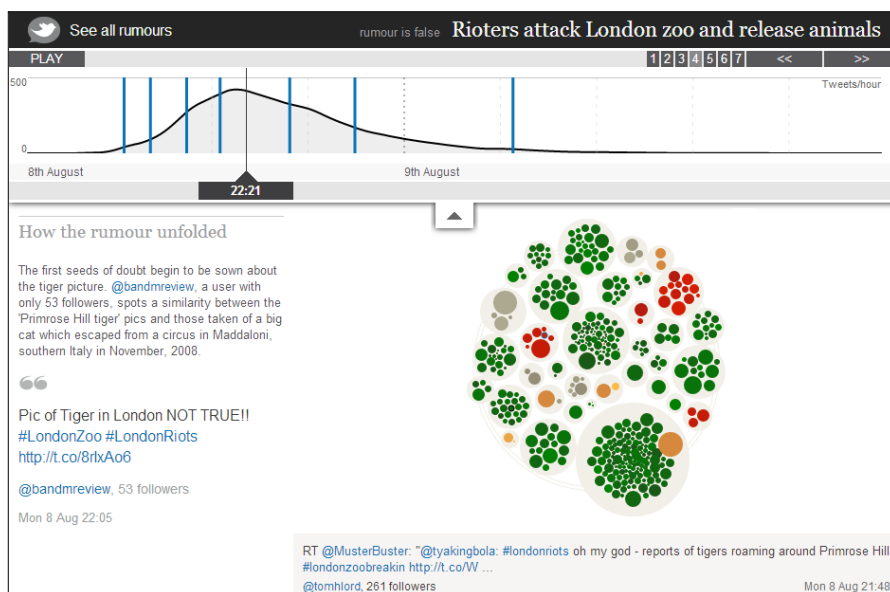 See all rumours
rumour is false Rioters attack London zoo and release animals
PLAY
1 2 3 4 5 6 7 << >>
500
Tweets/hour
0
8th August
9th August
22:21
How the rumour unfolded
The first seeds of doubt begin to be sown about
the tiger picture. @bandmreview, a user with
only 53 followers, spots a similarity between the
'Primrose Hill tiger' pics and those taken of a big
cat which escaped from a circus in Maddaloni,
southern Italy in November, 2008.
Pic of Tiger in London NOT TRUE!!
#LondonZoo #LondonRiots
http://t.co/8rIxAo6
@bandmreview, 53 followers
Mon 8 Aug 22:05
RT @MusterBuster: "@tyakingbola: #londonriots oh my god - reports of tigers roaming around Primrose Hill
#londonzoobreakin http://t.co/W ...
@tomhlord, 261 followers
Mon 8 Aug 21:48